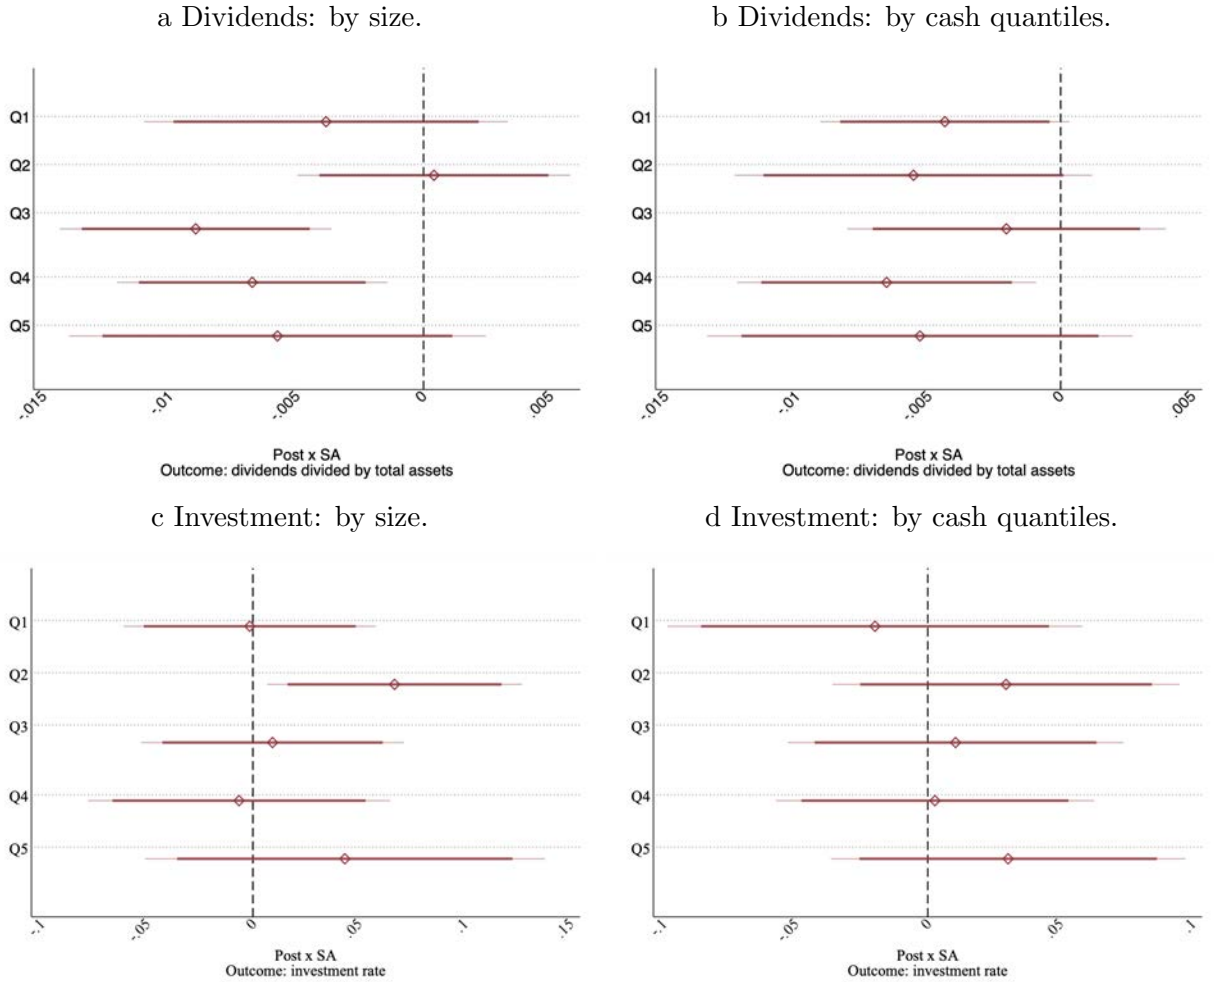 a Dividends: by size.
Q1
Q2
Q3
Q4
Q5
-.015
-.01
-.005
0
.005
Post x SA
Outcome: dividends divided by total assets
b Dividends: by cash quantiles.
Q1
Q2
Q3
Q4
Q5
-.015
-.01
-.005
0
.005
Post x SA
Outcome: dividends divided by total assets
c Investment: by size.
Q1
Q2
Q3
Q4
Q5
-.1
-.05
0
.05
.1
.15
Post x SA
Outcome: investment rate
d Investment: by cash quantiles.
Q1
Q2
Q3
Q4
Q5
-.1
-.05
0
.05
.1
Post x SA
Outcome: investment rate